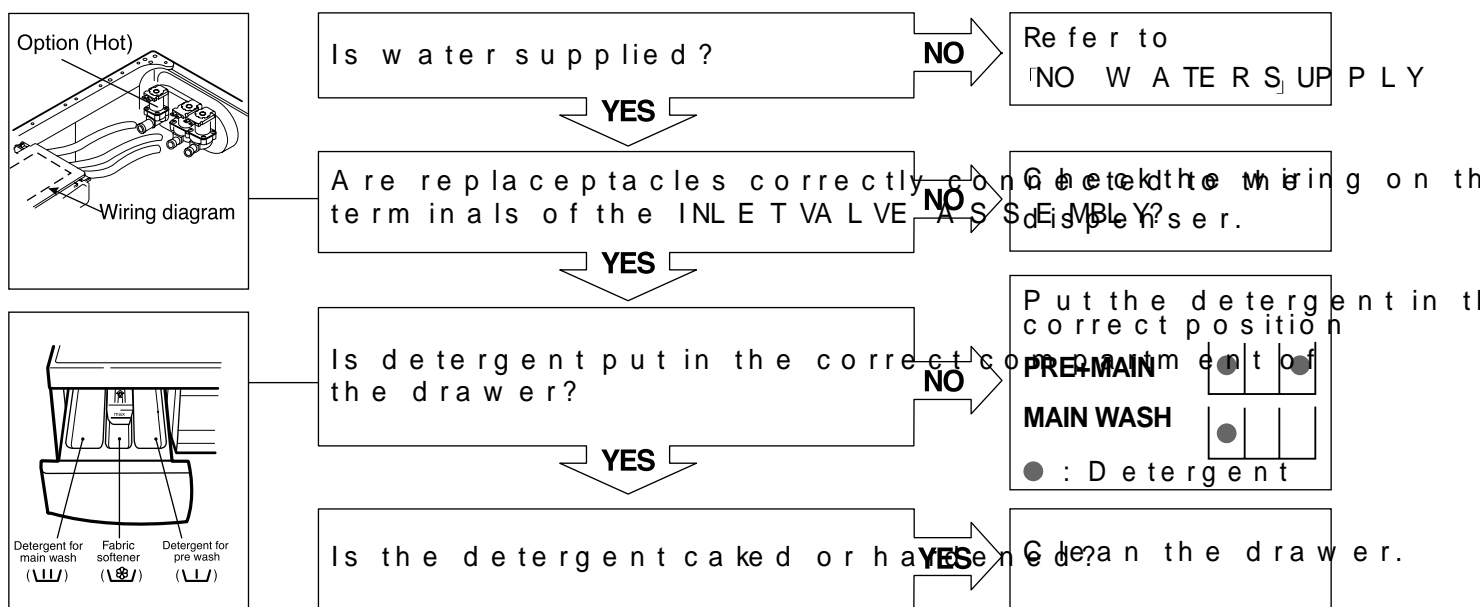 Option (Hot)
Wiring diagram
Is water supplied?
NO
Refer to
「NO WATER SUPPLY」
YES
Are replaceptacles correctly connected to the
terminals of the INLET VALVE ASSEMBLY?
NO
Check the wiring on th
dispenser.
YES
max
Detergent for
main wash
Fabric
softener
Detergent for
pre wash
Is detergent put in the correct compartment of
the drawer?
NO
Put the detergent in th
correct position
PRE+MAIN
MAIN WASH
: Detergent
YES
Is the detergent caked or hardened?
YES
Clean the drawer.